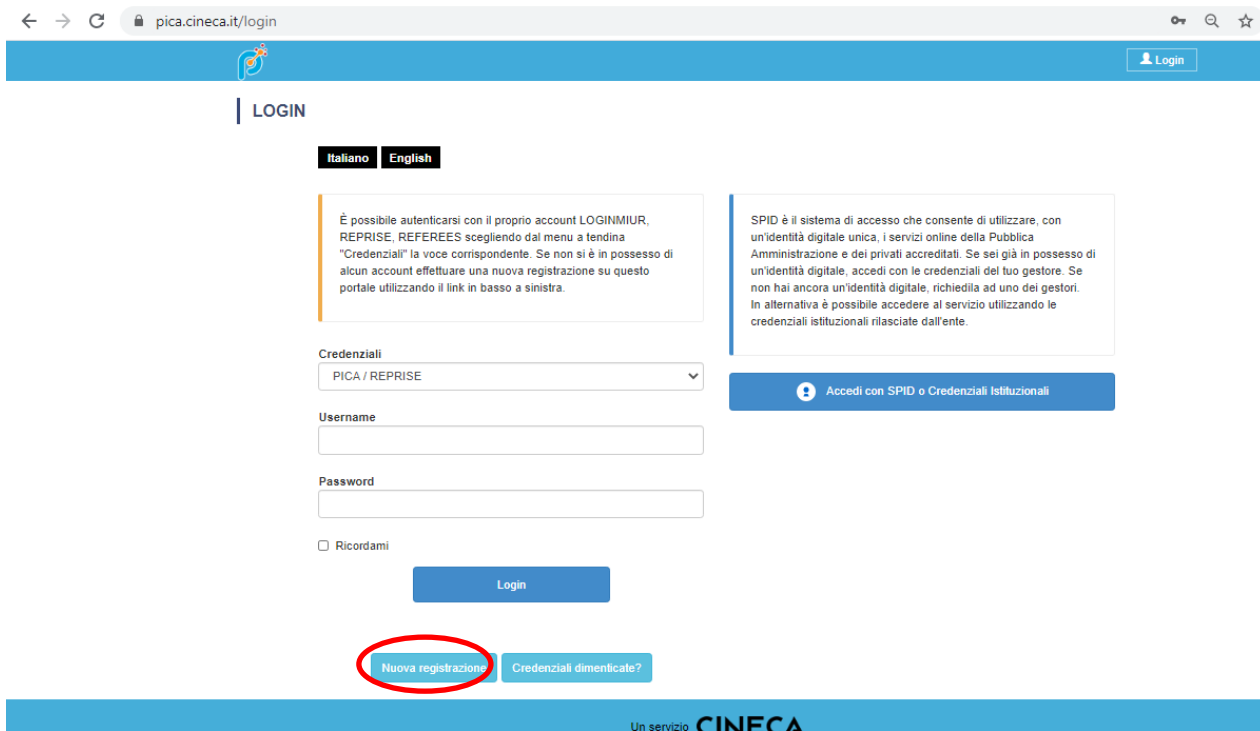 pica.cineca.it/login
Login
LOGIN
Italiano English
È possibile autenticarsi con il proprio account LOGINMIUR,
REPRISE, REFEREES scegliendo dal menu a tendina
"Credenziali" la voce corrispondente. Se non si è in possesso di
alcun account effettuare una nuova registrazione su questo
portale utilizzando il link in basso a sinistra.
Credenziali
PICA / REPRISE
Username
Password
Ricordami
Login
Nuova registrazione Credenziali dimenticate?
SPID è il sistema di accesso che consente di utilizzare, con
un'identità digitale unica, i servizi online della Pubblica
Amministrazione e dei privati accreditati. Se sei già in possesso di
un'identità digitale, accedi con le credenziali del tuo gestore. Se
non hai ancora un'identità digitale, richiedila ad uno dei gestori.
In alternativa è possibile accedere al servizio utilizzando le
credenziali istituzionali rilasciate dall'ente.
Accedi con SPID o Credenziali Istituzionali
Un servizio CINECA